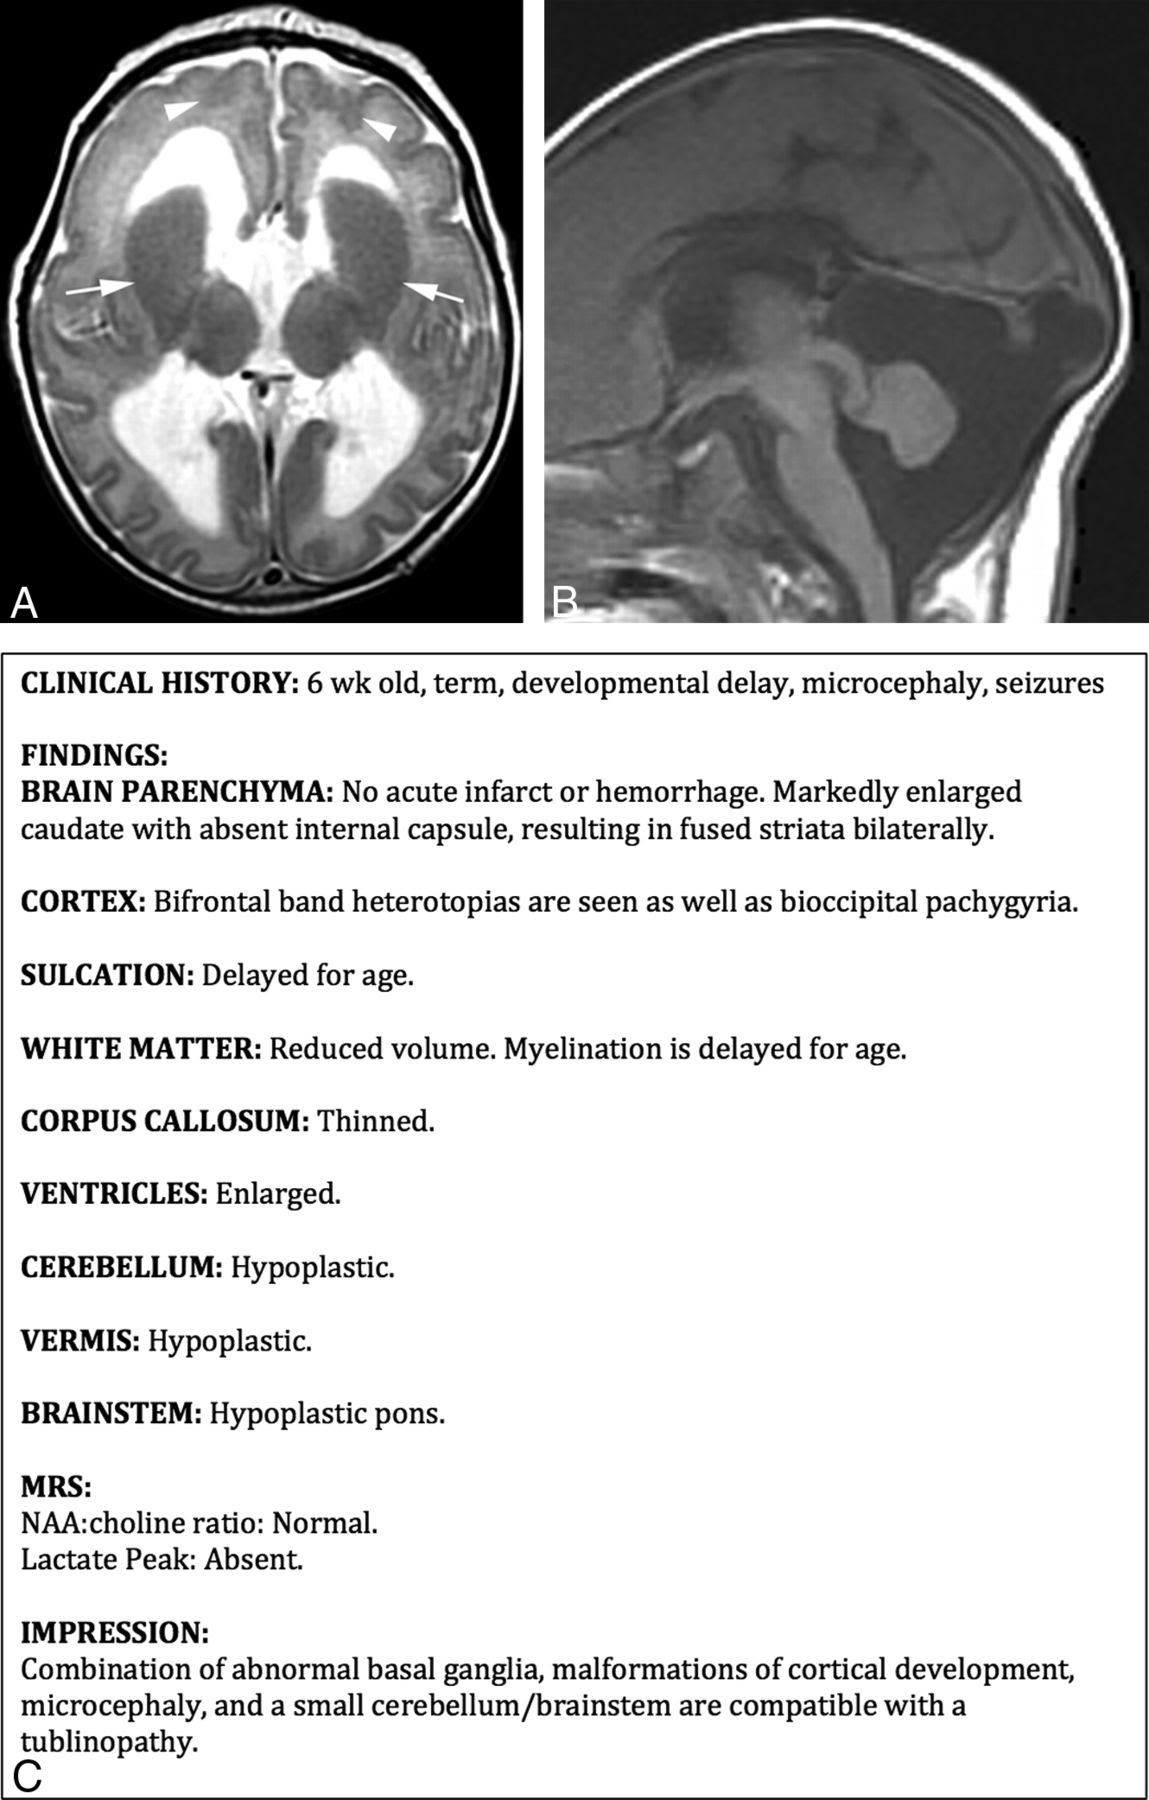 A
B
CLINICAL HISTORY: 6 wk old, term, developmental delay, microcephaly, seizures
FINDINGS:
BRAIN PARENCHYMA: No acute infarct or hemorrhage. Markedly enlarged
caudate with absent internal capsule, resulting in fused striata bilaterally.
CORTEX: Bifrontal band heterotopias are seen as well as bioccipital pachygyria.
SULCATION: Delayed for age.
WHITE MATTER: Reduced volume. Myelination is delayed for age.
CORPUS CALLOSUM: Thinned.
VENTRICLES: Enlarged.
CEREBELLUM: Hypoplastic.
VERMIS: Hypoplastic.
BRAINSTEM: Hypoplastic pons.
MRS:
NAA:choline ratio: Normal.
Lactate Peak: Absent.
IMPRESSION:
Combination of abnormal basal ganglia, malformations of cortical development,
microcephaly, and a small cerebellum/brainstem are compatible with a
tublinopathy.
C